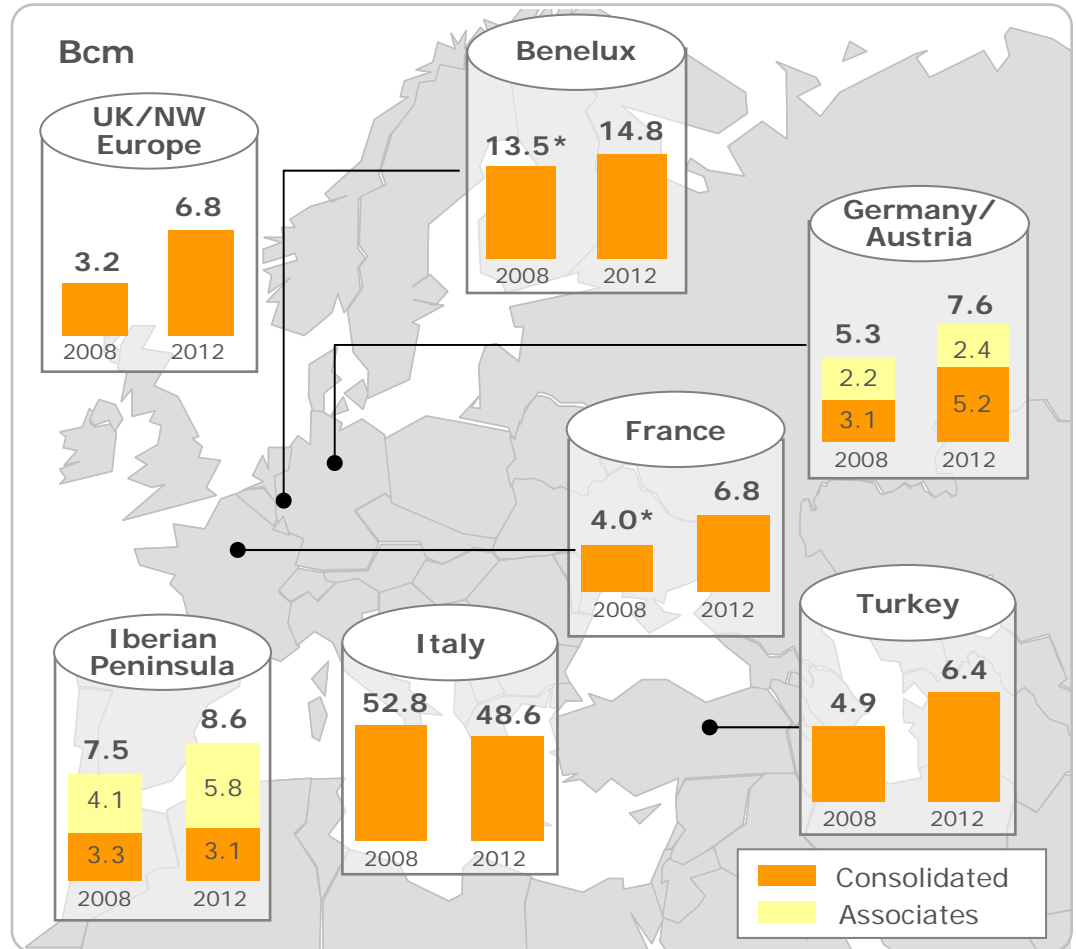 Bcm
Benelux
13.5*
14.8
2008
2012
UK/NW
Europe
3.2
6.8
2008
2012
Germany/
Austria
5.3
7.6
2.2
2.4
3.1
5.2
2008
2012
France
4.0*
6.8
2008
2012
Turkey
4.9
6.4
2008
2012
Iberian
Peninsula
7.5
8.6
4.1
5.8
3.3
3.1
2008
2012
Italy
52.8
48.6
2008
2012
Consolidated
Associates